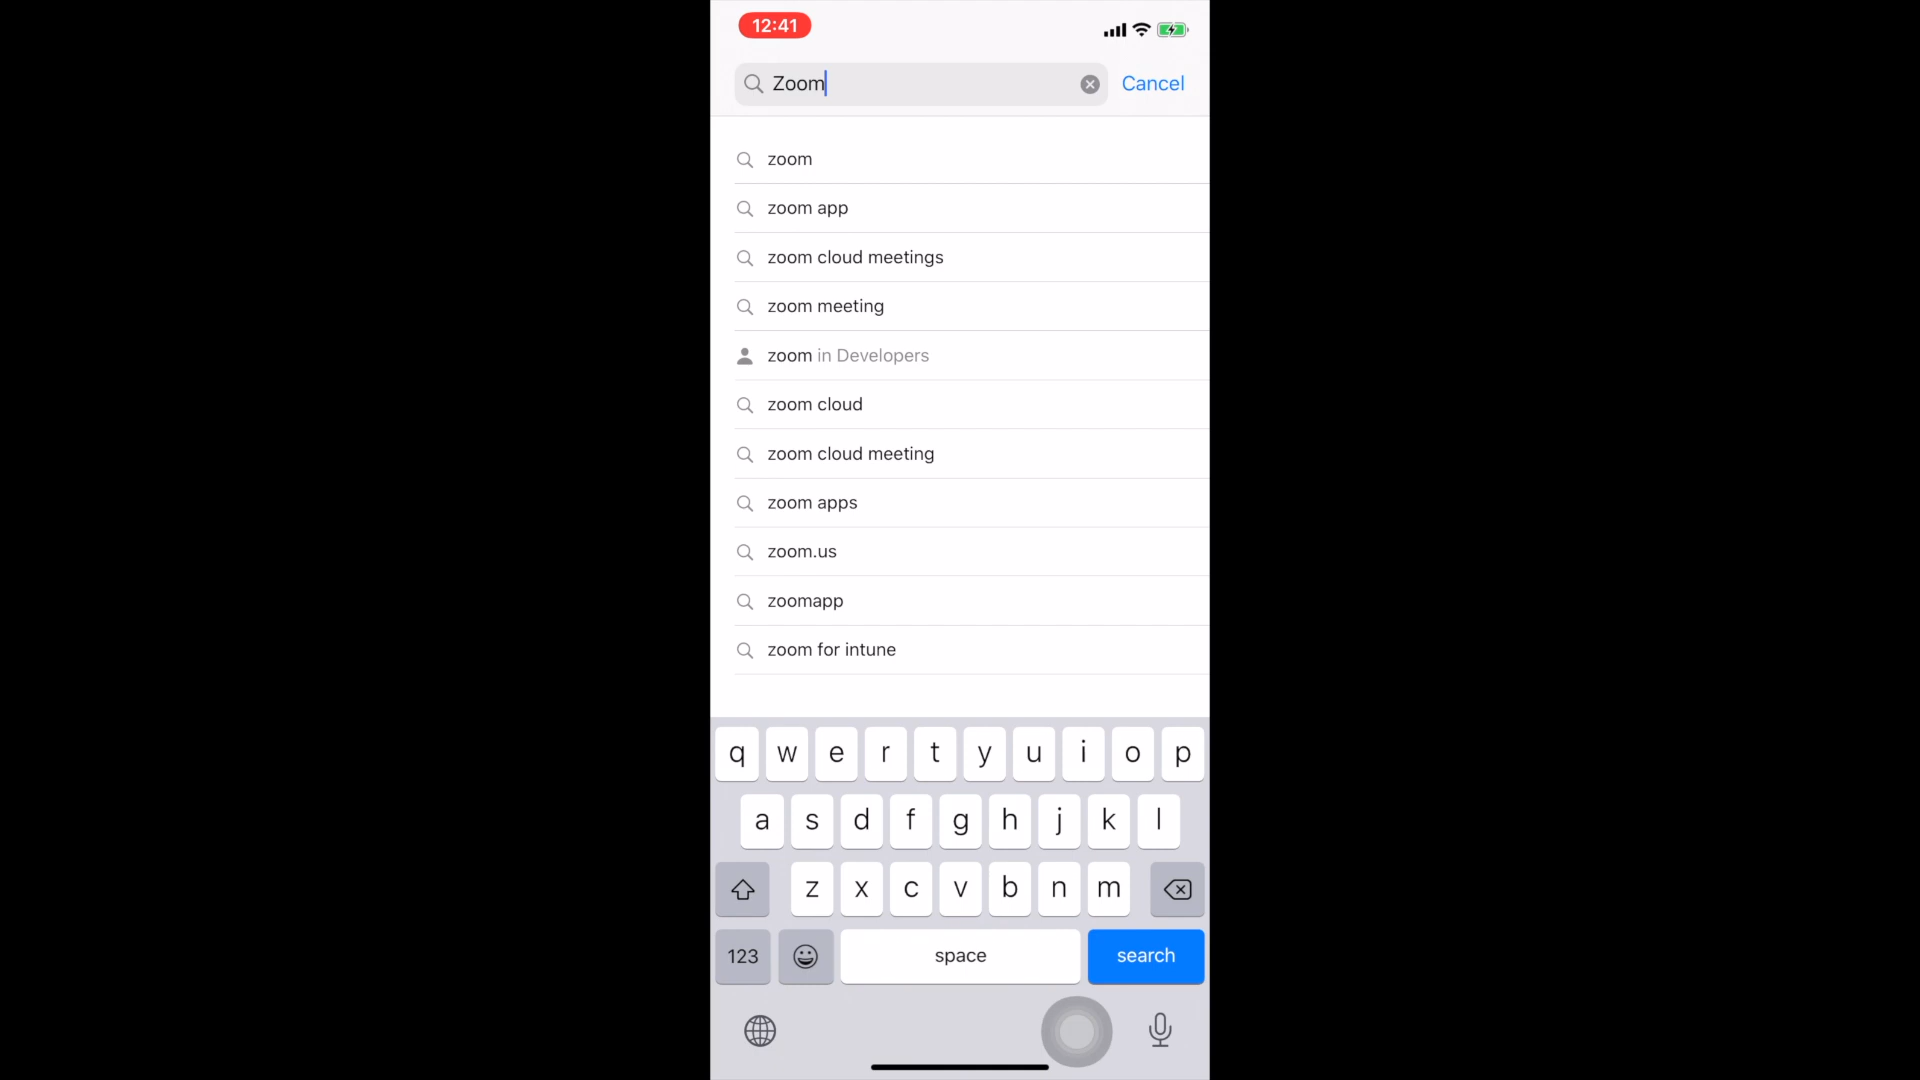 12:41
Zoom Cancel
zoom
zoom app
zoom cloud meetings
zoom meeting
zoom in Developers
zoom cloud
zoom cloud meeting
zoom apps
zoom.us
zoomapp
zoom for intune
q w e r t y u i o p
a s d f g h j k l
z x c v b n m
123 space search